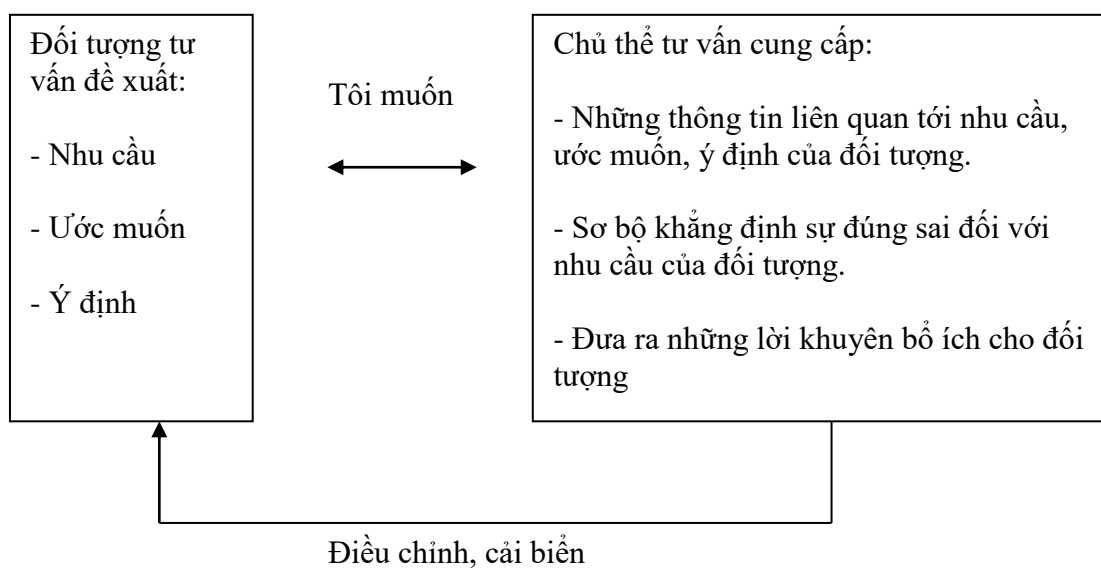 Đối tượng tư
vấn đề xuất:
- Nhu cầu
- Ước muốn
- Ý định
Tôi muốn
Chủ thể tư vấn cung cấp:
- Những thông tin liên quan tới nhu cầu,
ước muốn, ý định của đối tượng.
- Sơ bộ khẳng định sự đúng sai đối với
nhu cầu của đối tượng.
- Đưa ra những lời khuyên bổ ích cho đối
tượng
Điều chỉnh, cải biển